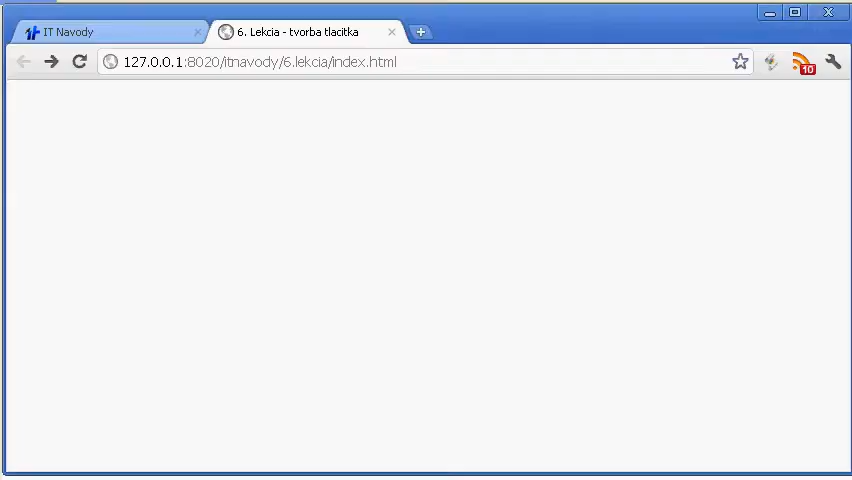 IT Navody
6. Lekcia - tvorba tlacitka
127.0.0.1:8020/itnavody/6.lekcia/index.html
10